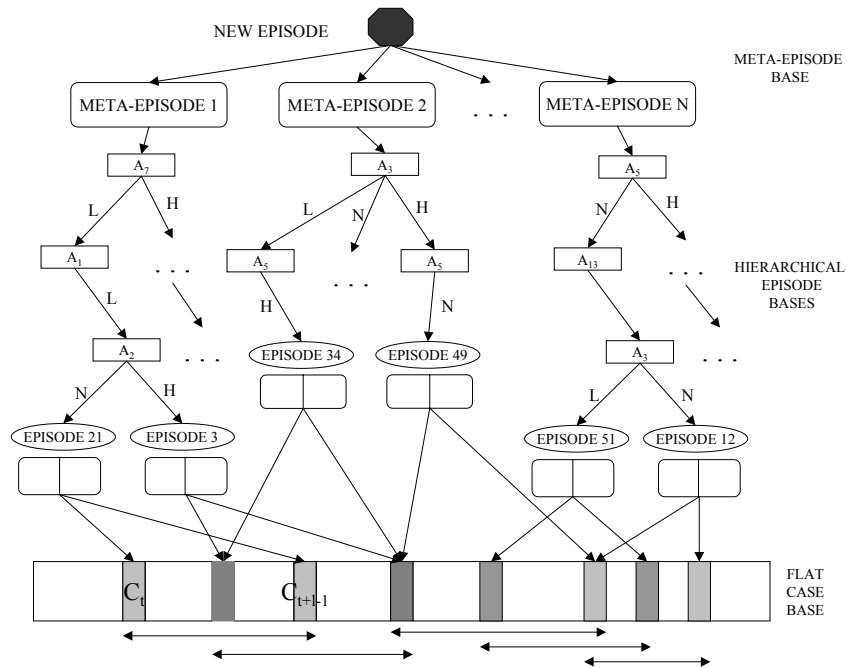 NEW EPISODE
META-EPISODE
BASE
META-EPISODE 1
META-EPISODE 2
. . .
META-EPISODE N
. . .
A7
A3
A5
L
H
L
N
H
N
H
A1
. . .
A5
. . .
A5
A13
. . .
HIERARCHICAL
EPISODE
BASES
L
H
N
A2
. . .
EPISODE 34
EPISODE 49
A3
. . .
N
H
L
N
EPISODE 21
EPISODE 3
EPISODE 51
EPISODE 12
Ct
Ct+l-1
FLAT
CASE
BASE